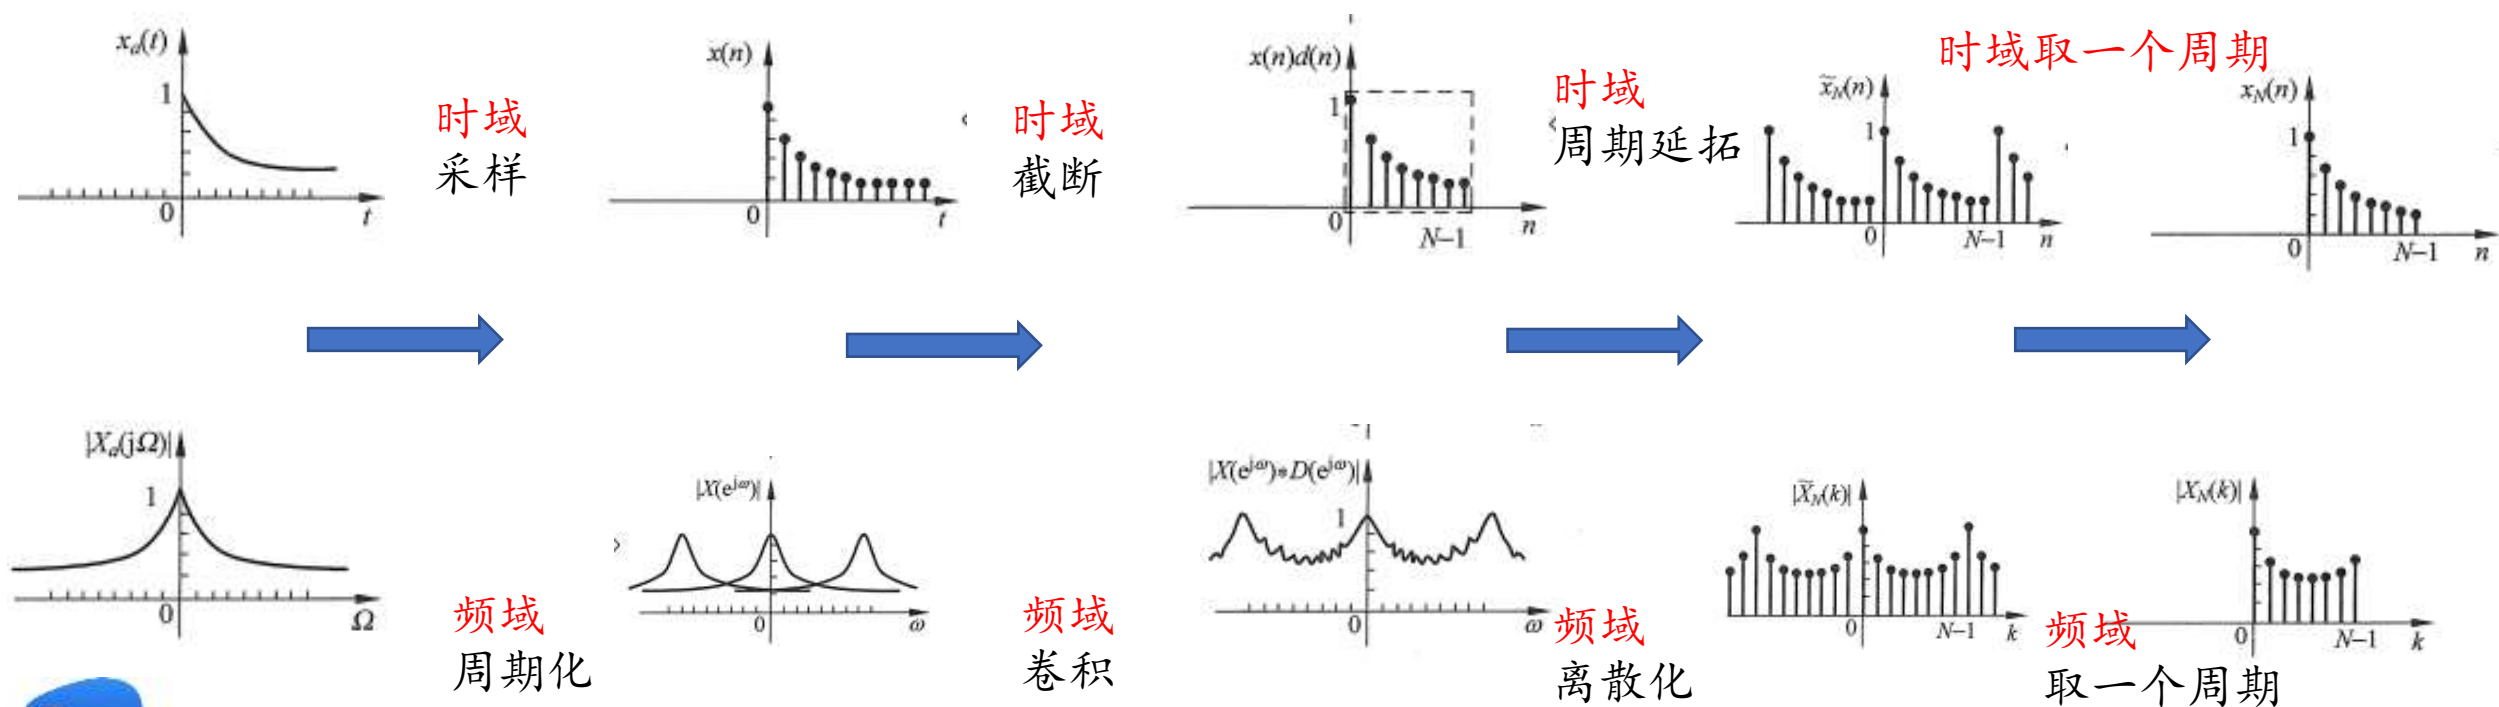 x_a(t)
1
0
t
时域
采样
x(n)
0
t
时域
截断
x(n)d(n)
1
0
N−1
n
时域
周期延拓
x̃_N(n)
1
0
N−1
n
时域取一个周期
x_N(n)
1
0
N−1
n
|X_a(jΩ)|
1
0
Ω
频域
周期化
|X(e^{jω})|
0
ω
频域
卷积
|X(e^{jω})*D(e^{jω})|
1
0
ω
频域
离散化
|X̃_N(k)|
0
N−1
k
频域
取一个周期
|X_N(k)|
0
N−1
k